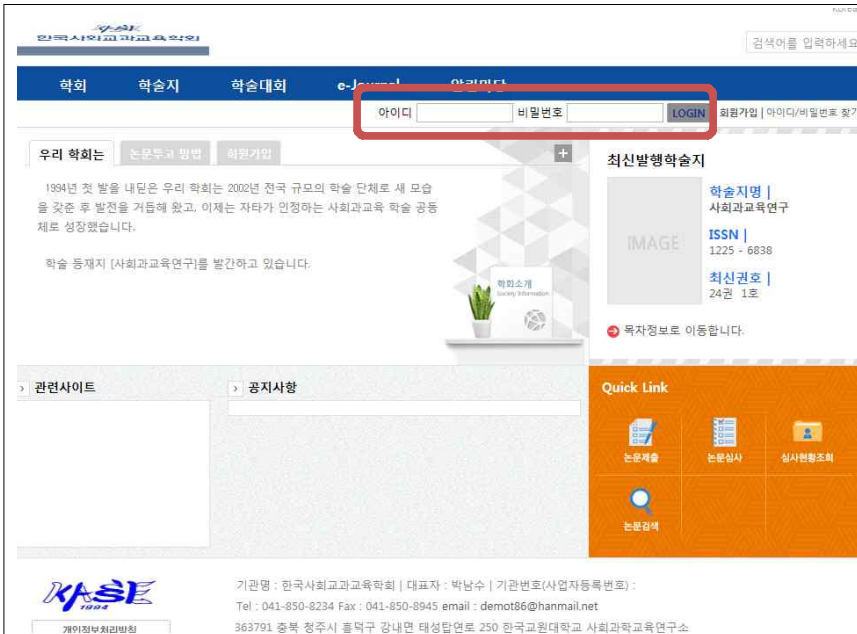 KASE
한국사회교과교육학회
검색어를 입력하세요
학회 학술지 학술대회 e-Journal 알림마당
아이디 비밀번호 LOGIN 회원가입 | 아이디/비밀번호 찾기
우리 학회는 논문투고 방법 회원가입
1994년 첫 발을 내딛은 우리 학회는 2002년 전국 규모의 학술 단체로 새 모습
을 갖춘 후 발전을 거듭해 왔고, 이제는 자타가 인정하는 사회과교육 학술 공동
체로 성장했습니다.
학술 등재지 [사회과교육연구]를 발간하고 있습니다.
학회소개
Society Information
최신발행학술지
IMAGE
학술지명 |
사회과교육연구
ISSN |
1225 - 6838
최신권호 |
24권 1호
목차정보로 이동합니다.
관련사이트
공지사항
Quick Link
논문제출 논문심사 심사현황조회
논문검색
KASE
1994
개인정보처리방침
기관명 : 한국사회교과교육학회 | 대표자 : 박남수 | 기관번호(사업자등록번호) :
Tel : 041-850-8234 Fax : 041-850-8945 email : demot86@hanmail.net
363791 충북 청주시 흥덕구 강내면 태성탑연로 250 한국교원대학교 사회과학교육연구소